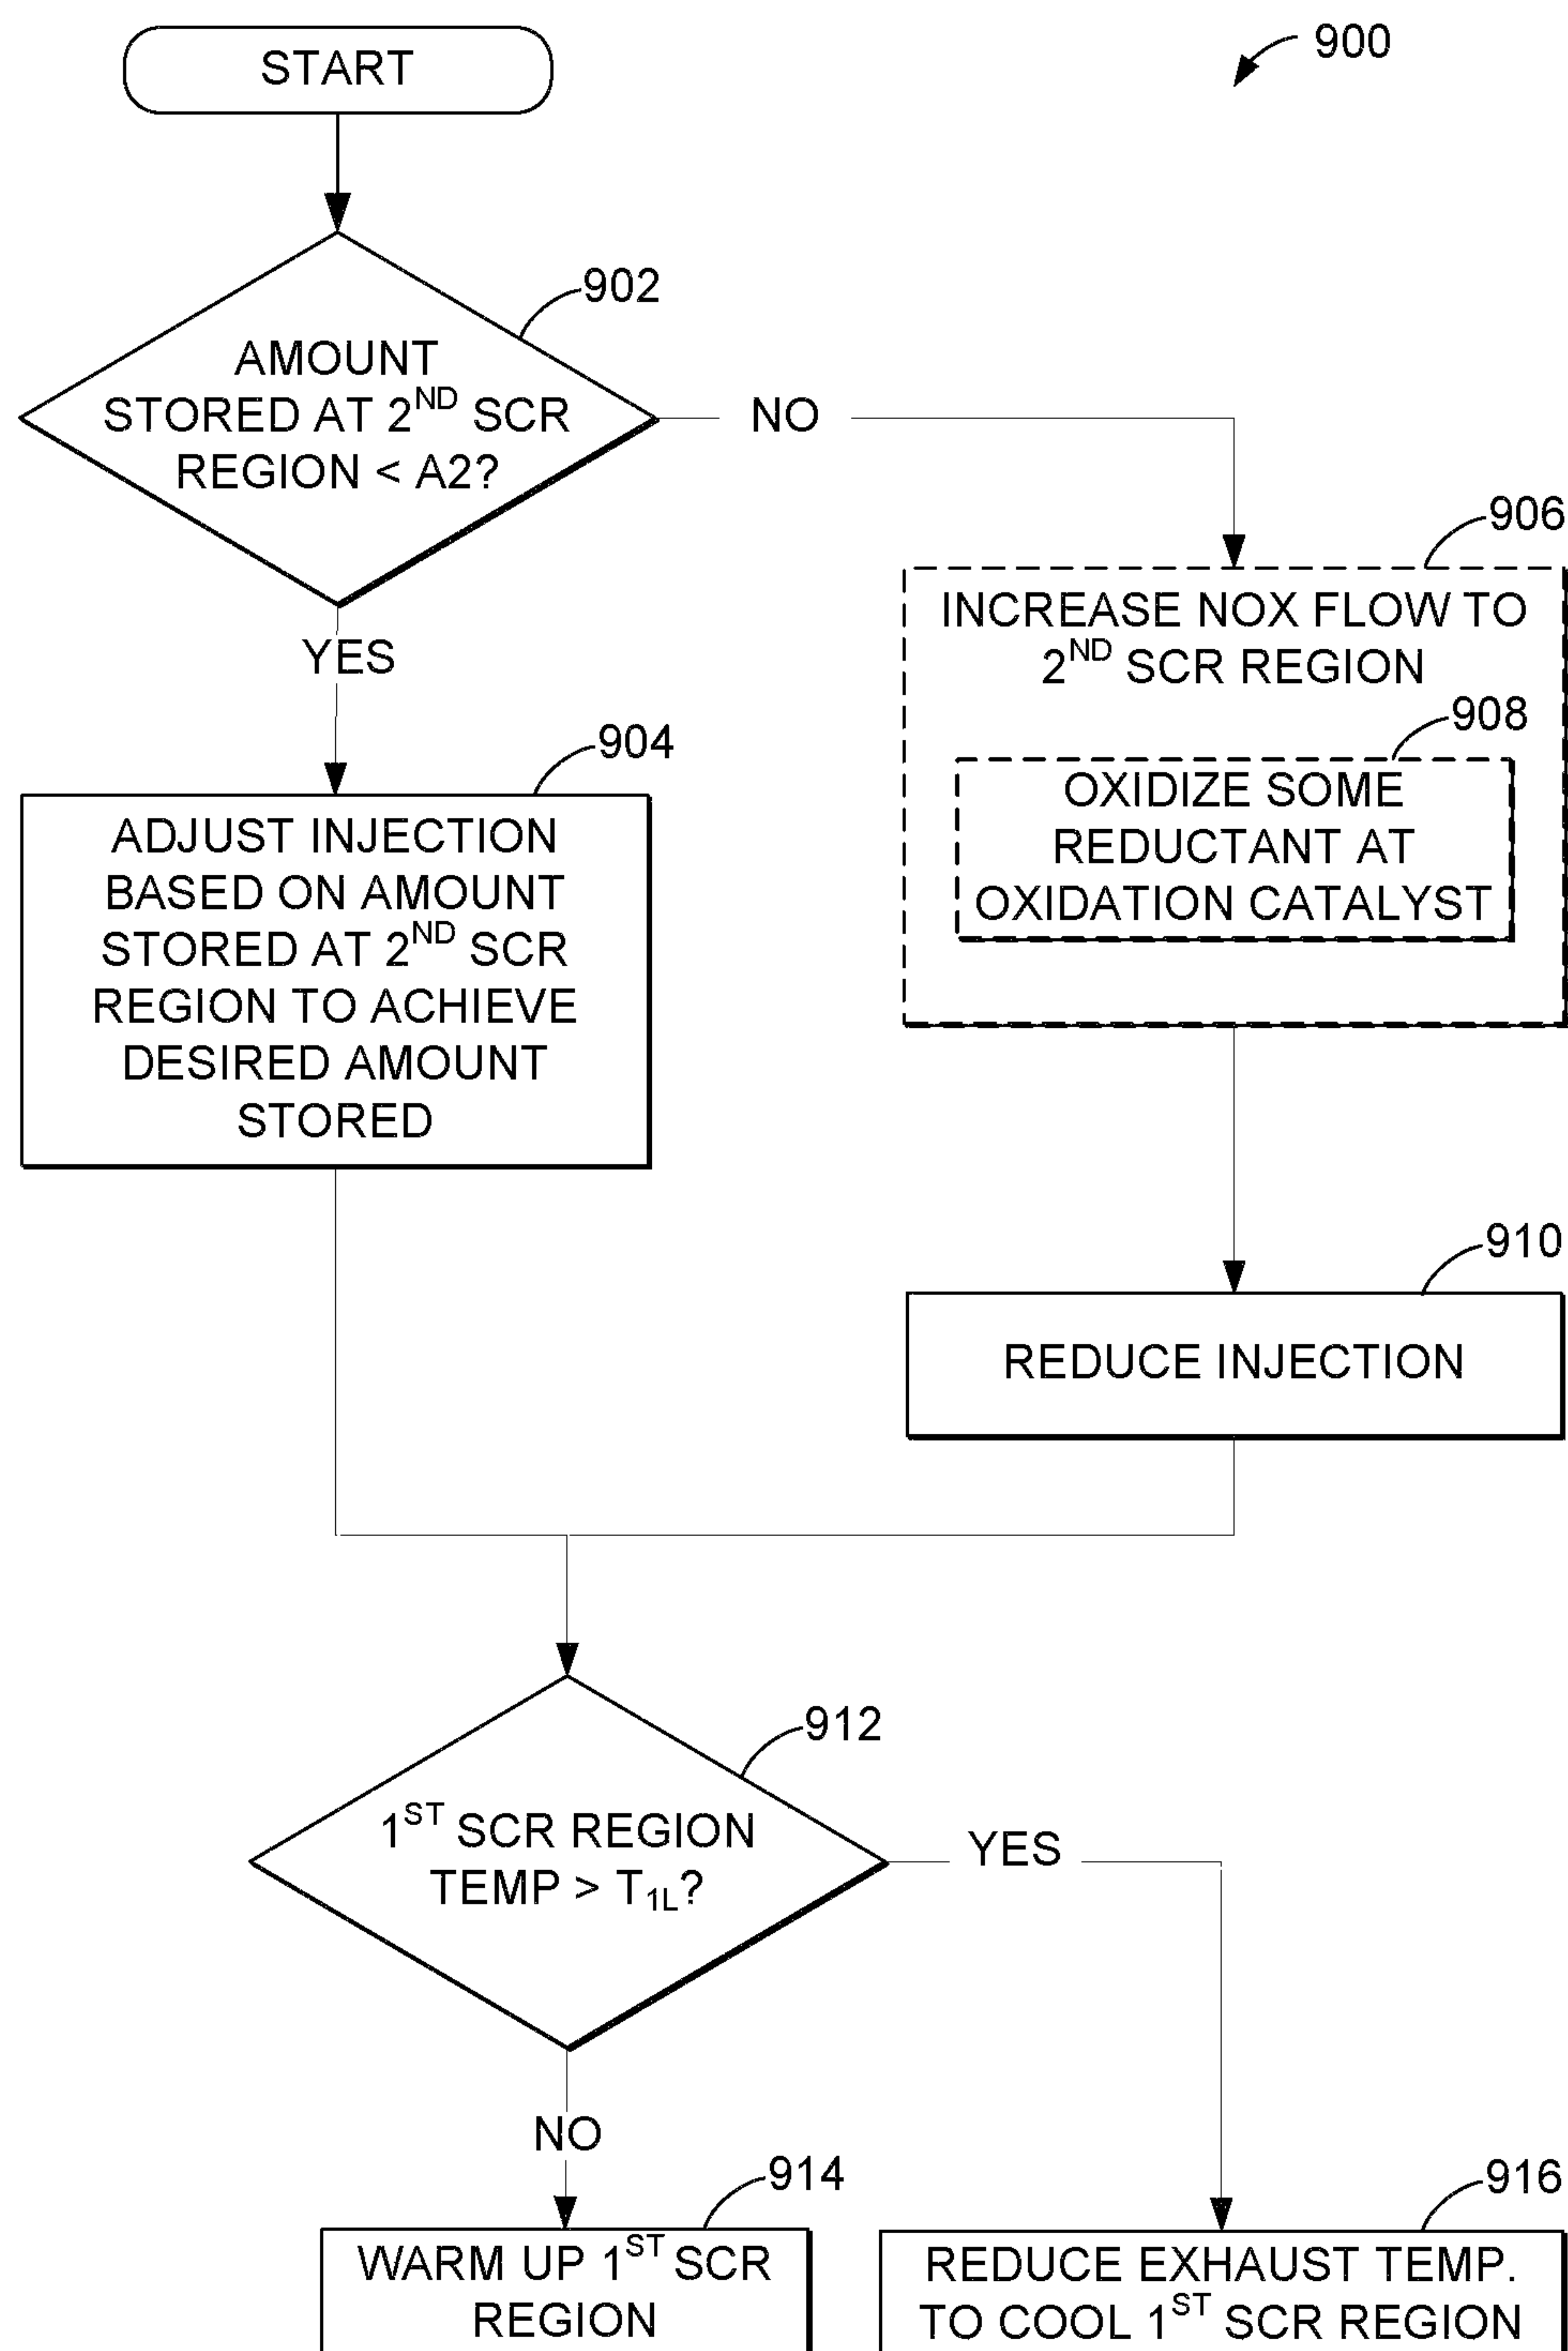 START
900
902
AMOUNT
STORED AT 2ND SCR
REGION < A2?
NO
YES
906
INCREASE NOX FLOW TO
2ND SCR REGION
908
OXIDIZE SOME
REDUCTANT AT
OXIDATION CATALYST
904
ADJUST INJECTION
BASED ON AMOUNT
STORED AT 2ND SCR
REGION TO ACHIEVE
DESIRED AMOUNT
STORED
910
REDUCE INJECTION
912
1ST SCR REGION
TEMP > T1L?
YES
NO
914
WARM UP 1ST SCR
REGION
916
REDUCE EXHAUST TEMP.
TO COOL 1ST SCR REGION